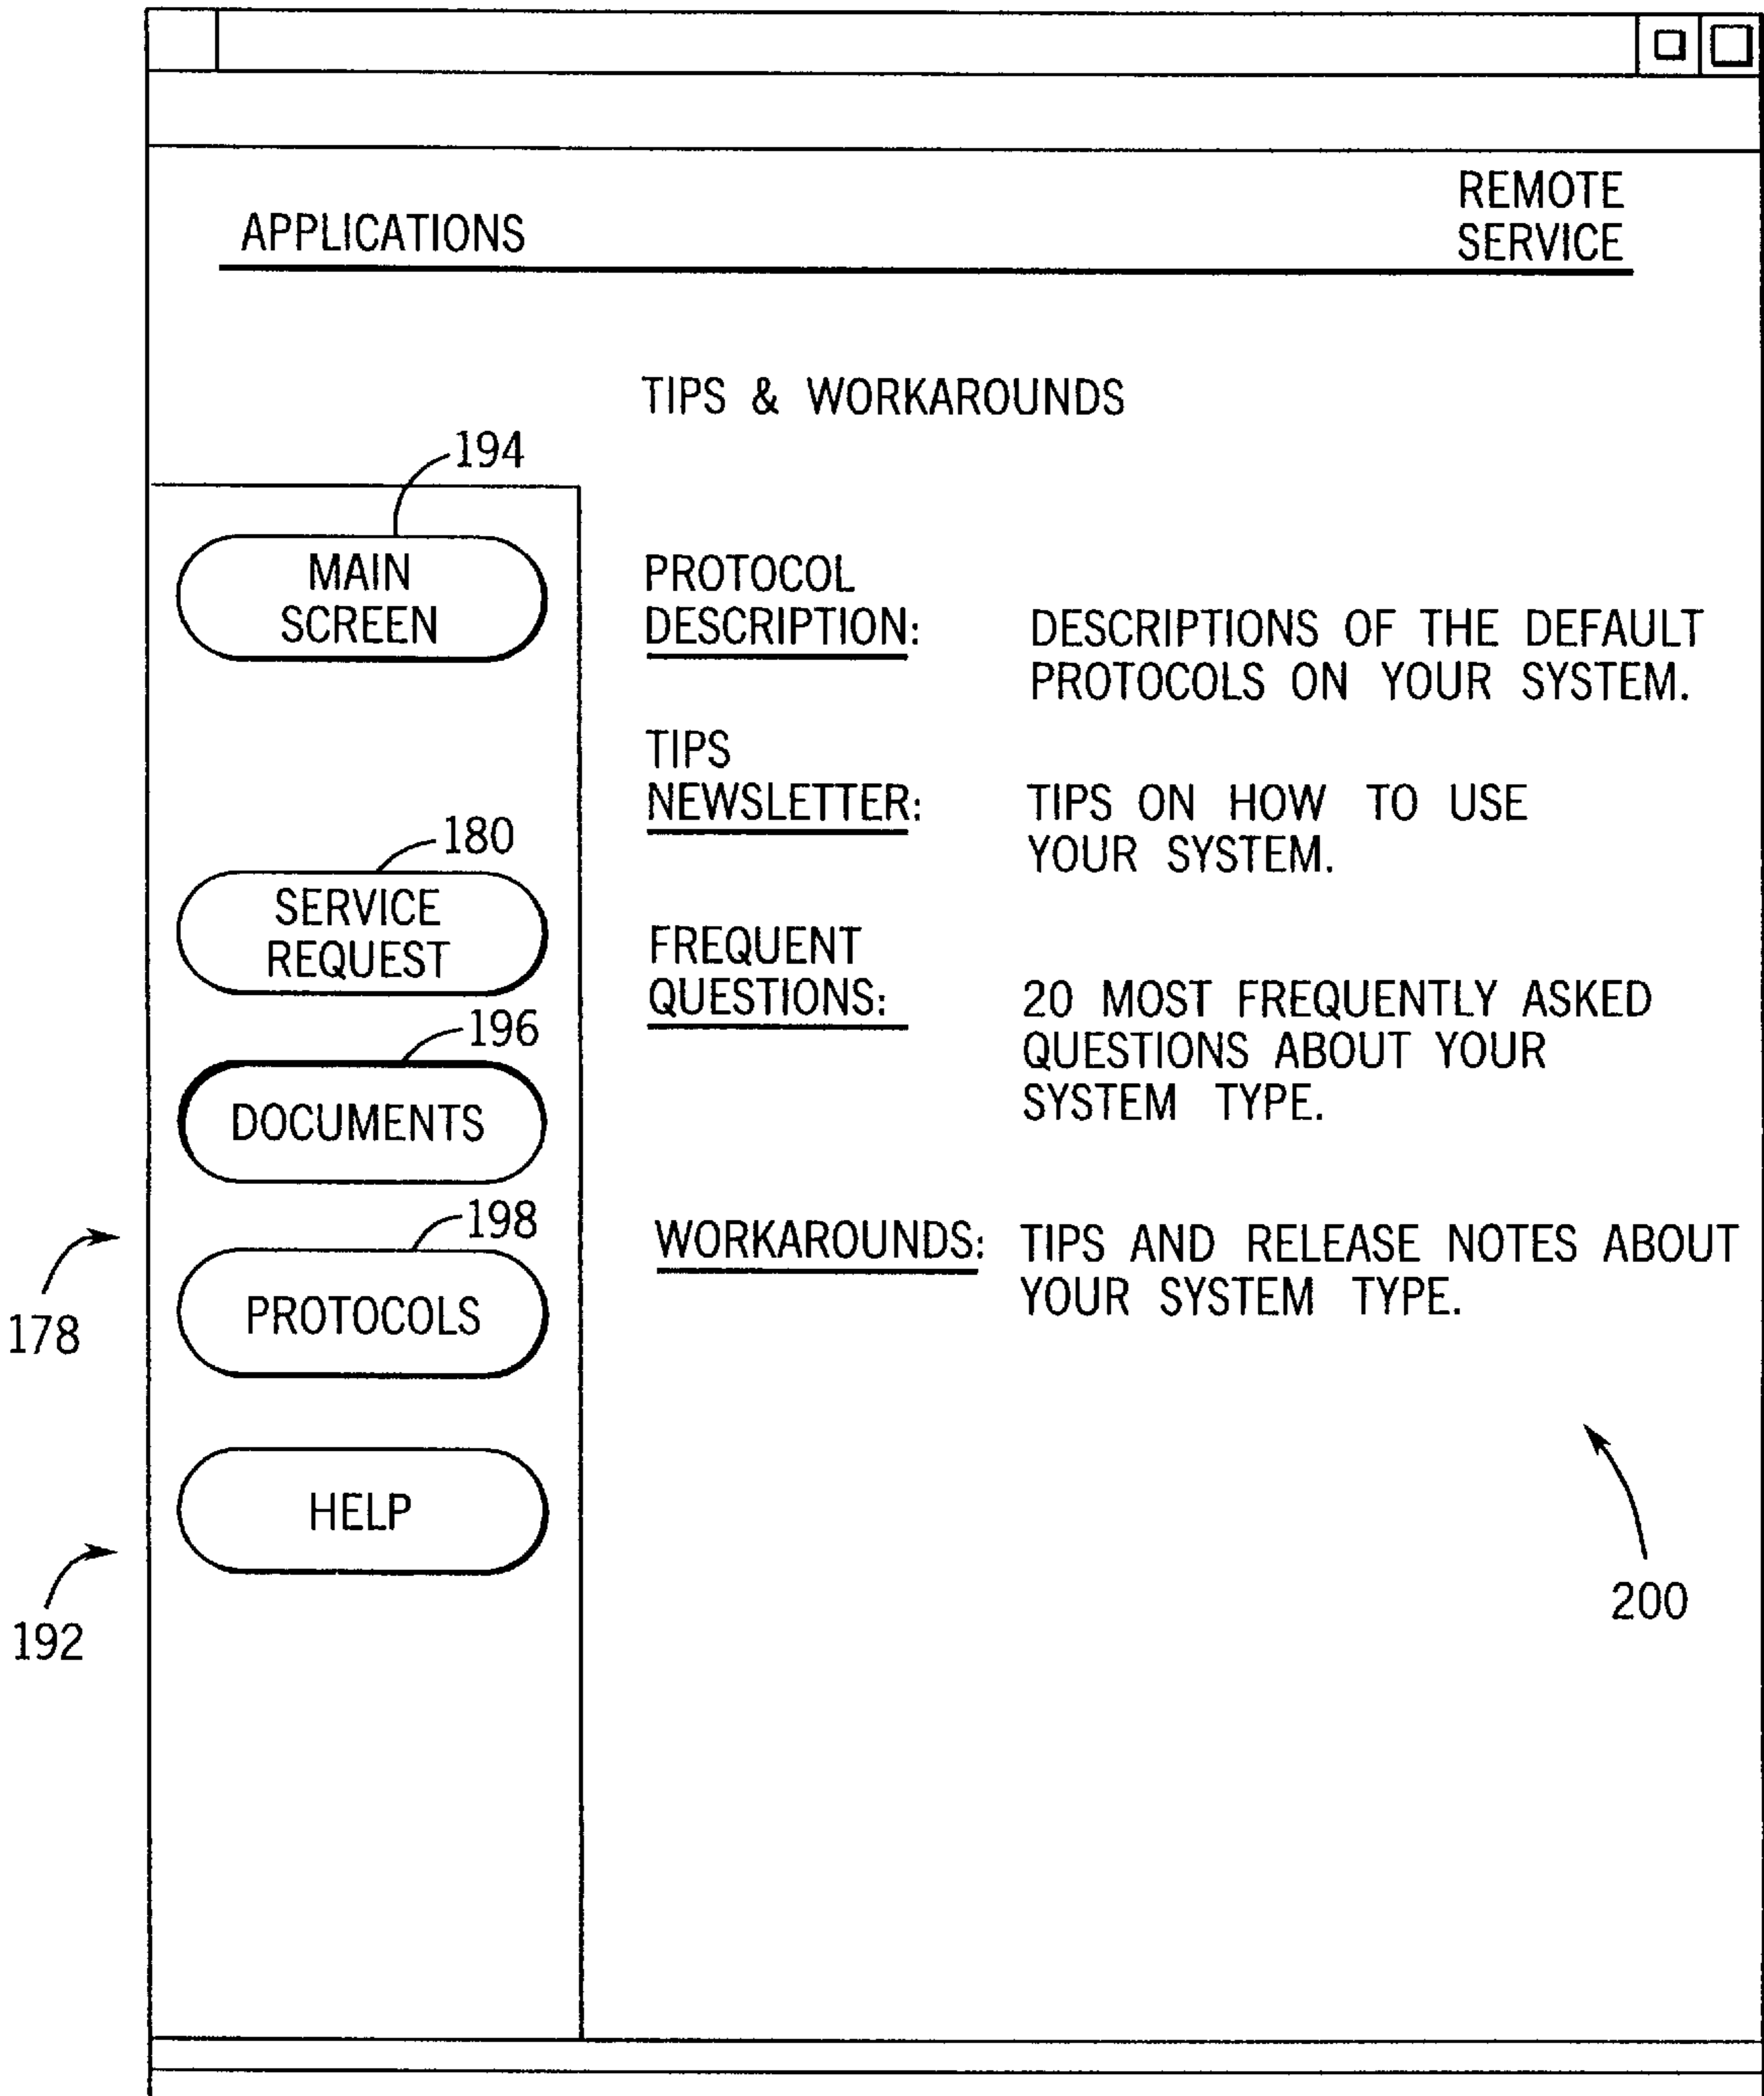 REMOTE
SERVICE
APPLICATIONS
TIPS & WORKAROUNDS
194
MAIN
SCREEN
180
SERVICE
REQUEST
196
DOCUMENTS
198
PROTOCOLS
HELP
178
192
PROTOCOL
DESCRIPTION:
DESCRIPTIONS OF THE DEFAULT
PROTOCOLS ON YOUR SYSTEM.
TIPS
NEWSLETTER:
TIPS ON HOW TO USE
YOUR SYSTEM.
FREQUENT
QUESTIONS:
20 MOST FREQUENTLY ASKED
QUESTIONS ABOUT YOUR
SYSTEM TYPE.
WORKAROUNDS:
TIPS AND RELEASE NOTES ABOUT
YOUR SYSTEM TYPE.
200